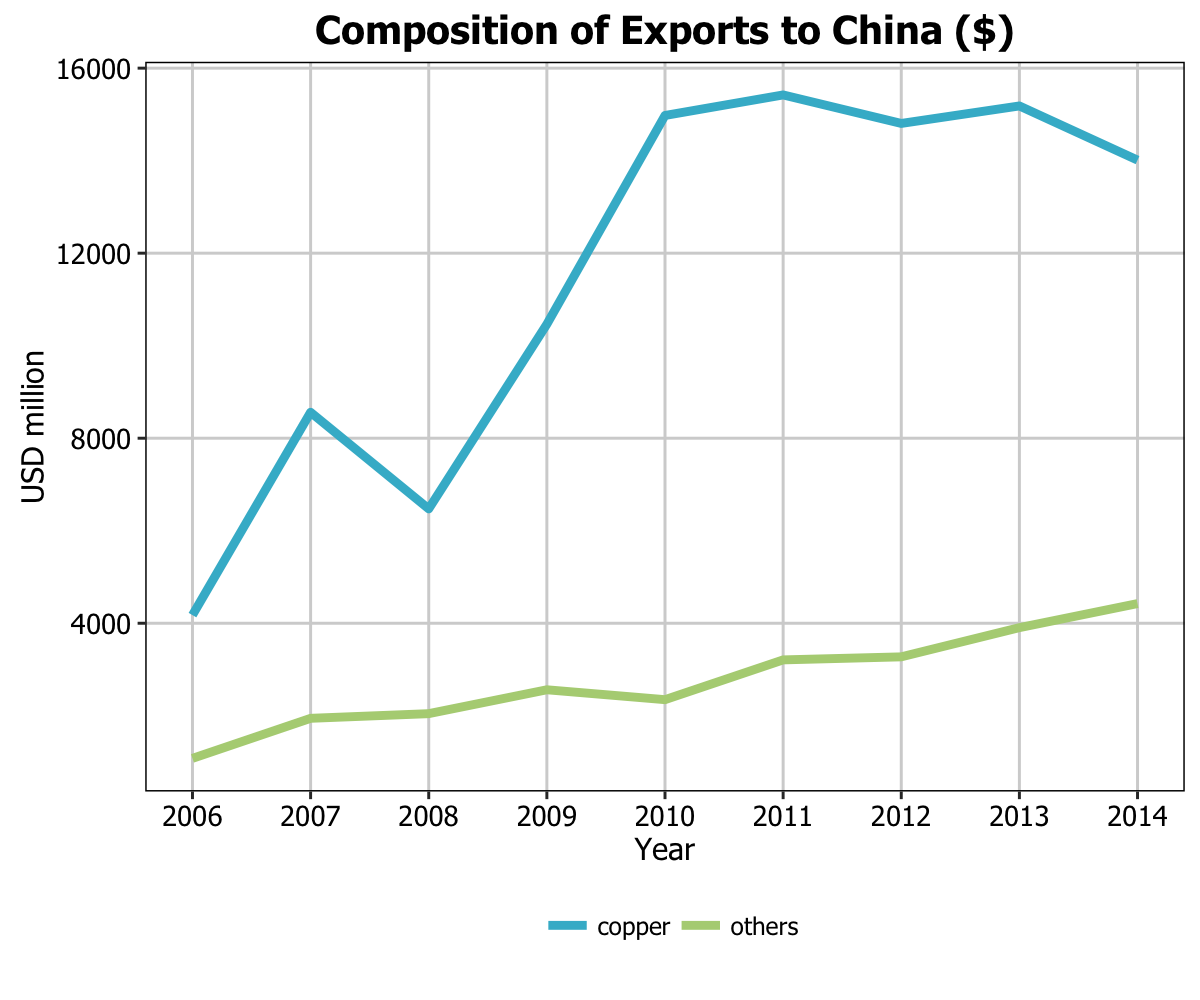 Composition of Exports to China ($)
16000
12000
8000
4000
USD million
2006 2007 2008 2009 2010 2011 2012 2013 2014
Year
copper others